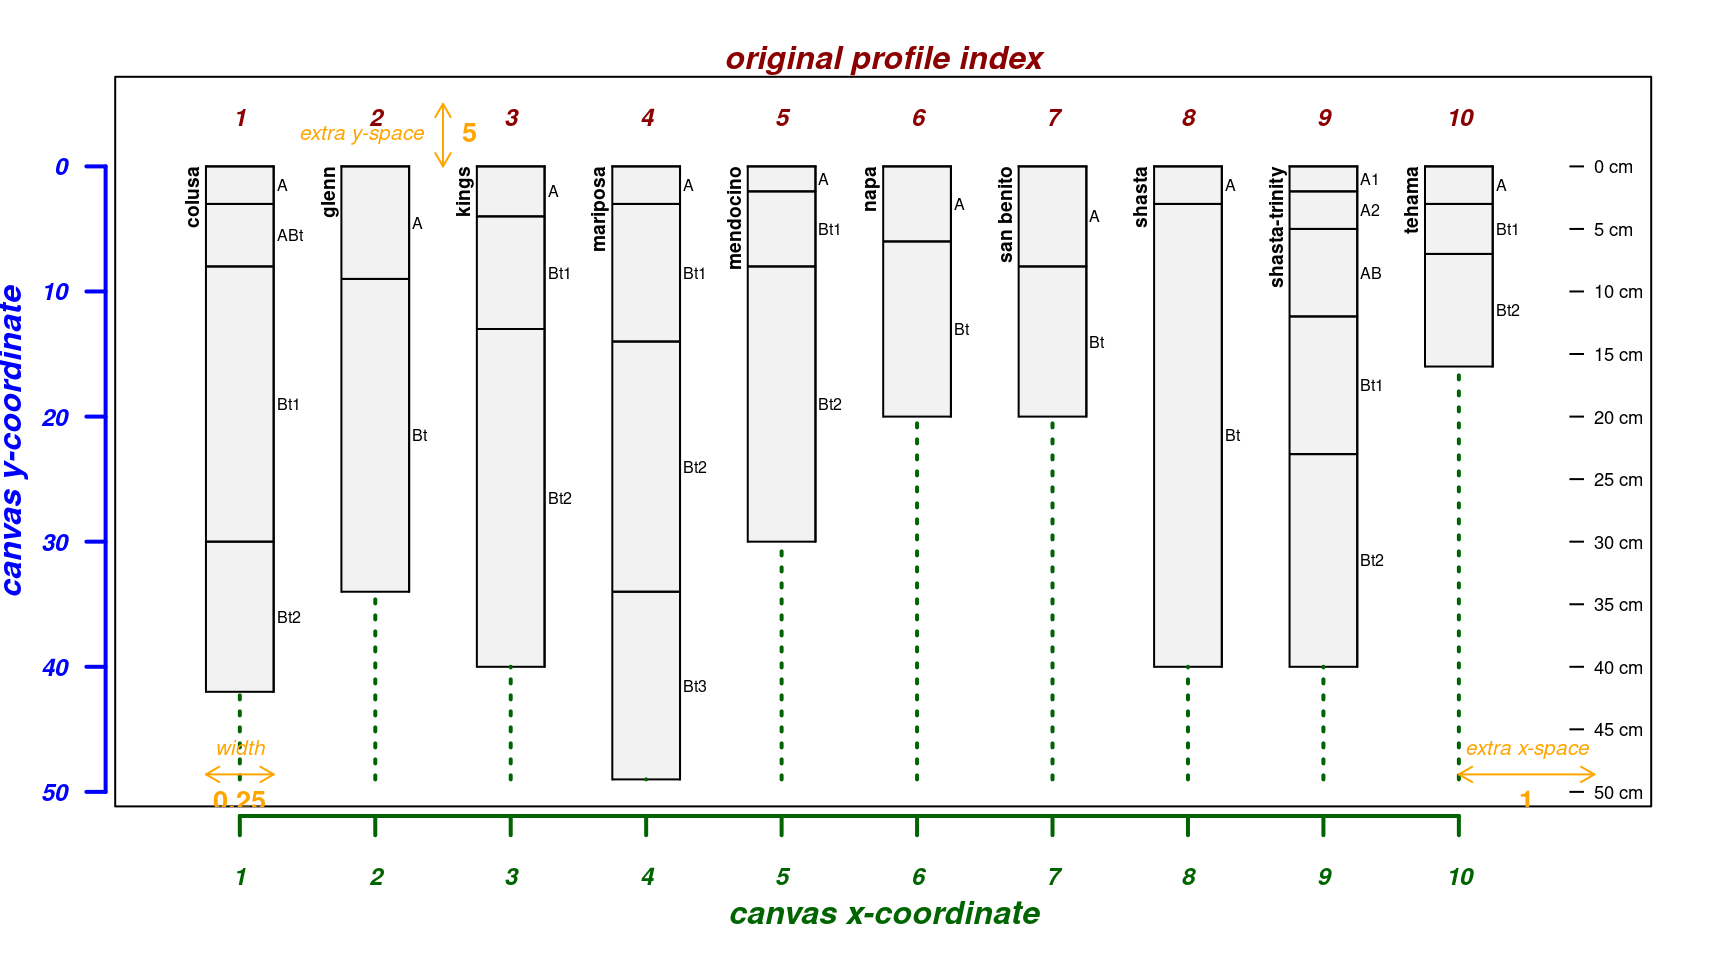 original profile index
1 2 3 4 5 6 7 8 9 10
extra y-space 5
canvas y-coordinate
0
10
20
30
40
50
colusa
A
ABt
Bt1
Bt2
glenn
A
Bt
kings
A
Bt1
Bt2
mariposa
A
Bt1
Bt2
Bt3
mendocino
A
Bt1
Bt2
napa
A
Bt
san benito
A
Bt
shasta
A
Bt
shasta-trinity
A1
A2
AB
Bt1
Bt2
tehama
A
Bt1
Bt2
0 cm
5 cm
10 cm
15 cm
20 cm
25 cm
30 cm
35 cm
40 cm
45 cm
50 cm
width
0.25
extra x-space
1
1 2 3 4 5 6 7 8 9 10
canvas x-coordinate